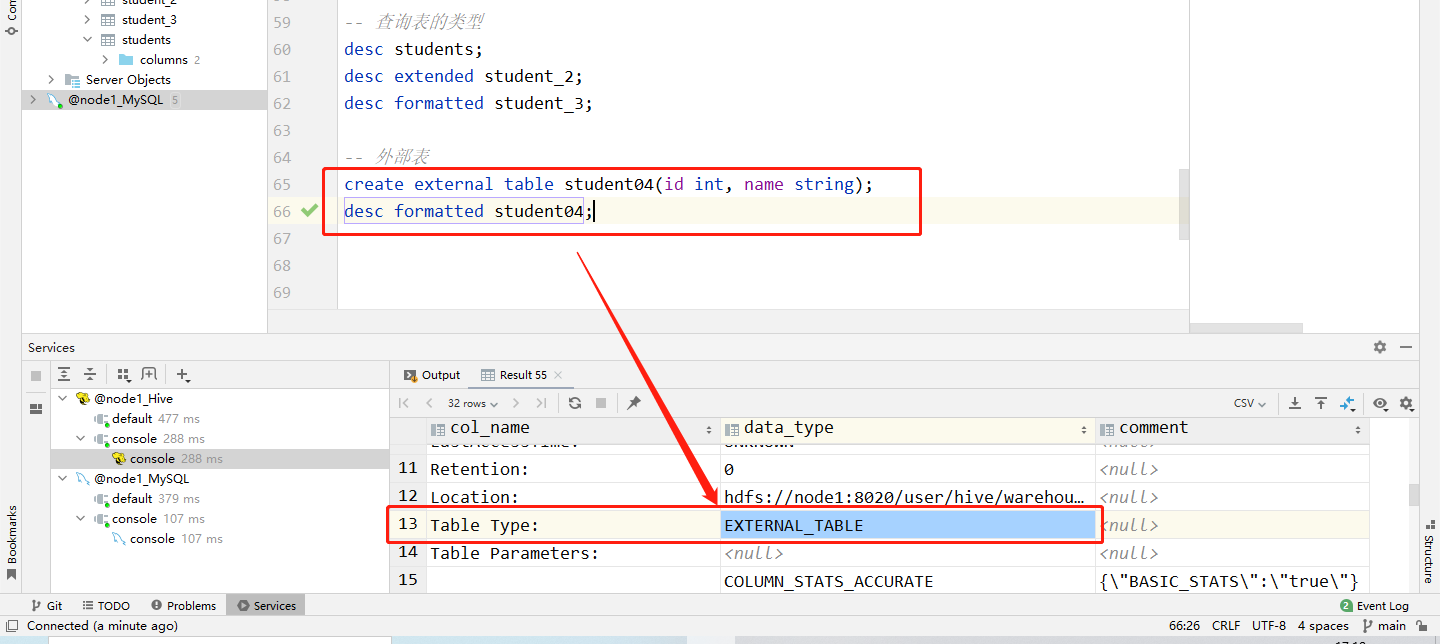 Com
student_2
student_3
students
columns 2
Server Objects
@node1_MySQL 5
59 -- 查询表的类型
60 desc students;
61 desc extended student_2;
62 desc formatted student_3;
63
64 -- 外部表
65 create external table student04(id int, name string);
66 desc formatted student04;
67
68
69
Services
@node1_Hive
default 477 ms
console 288 ms
console 288 ms
@node1_MySQL
default 379 ms
console 107 ms
console 107 ms
Output Result 55
32 rows CSV
col_name data_type comment
LastAccessTime: UNKNOWN <null>
11 Retention: 0 <null>
12 Location: hdfs://node1:8020/user/hive/warehou… <null>
13 Table Type: EXTERNAL_TABLE <null>
14 Table Parameters: <null> <null>
15 COLUMN_STATS_ACCURATE {\"BASIC_STATS\":\"true\"}
Bookmarks
Structure
Git TODO Problems Services 2 Event Log
Connected (a minute ago) 66:26 CRLF UTF-8 4 spaces main